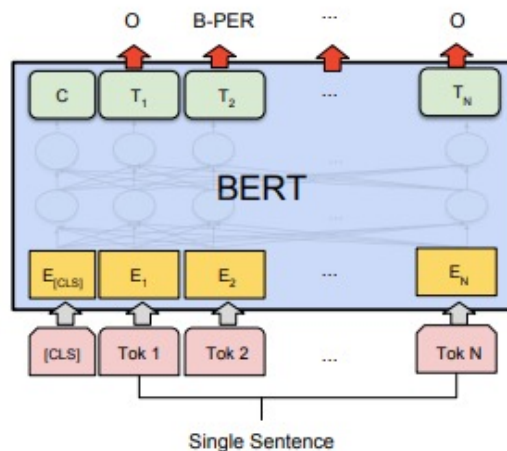 O B-PER ... O
C T1 T2 ... TN
...
BERT
...
E[CLS] E1 E2 ... EN
[CLS] Tok 1 Tok 2 ... Tok N
Single Sentence